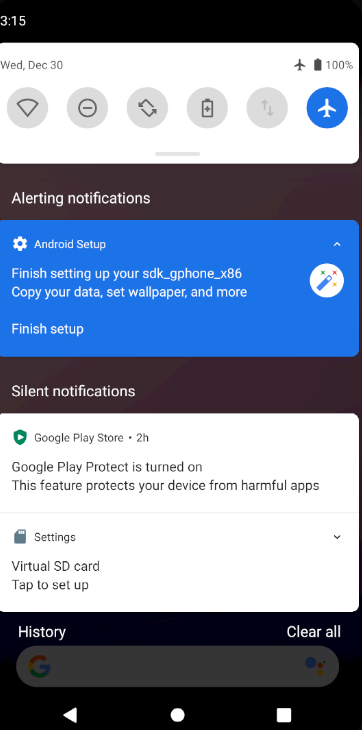 3:15
Wed, Dec 30
100%
Alerting notifications
Android Setup
Finish setting up your sdk_gphone_x86
Copy your data, set wallpaper, and more
Finish setup
Silent notifications
Google Play Store • 2h
Google Play Protect is turned on
This feature protects your device from harmful apps
Settings
Virtual SD card
Tap to set up
History
Clear all